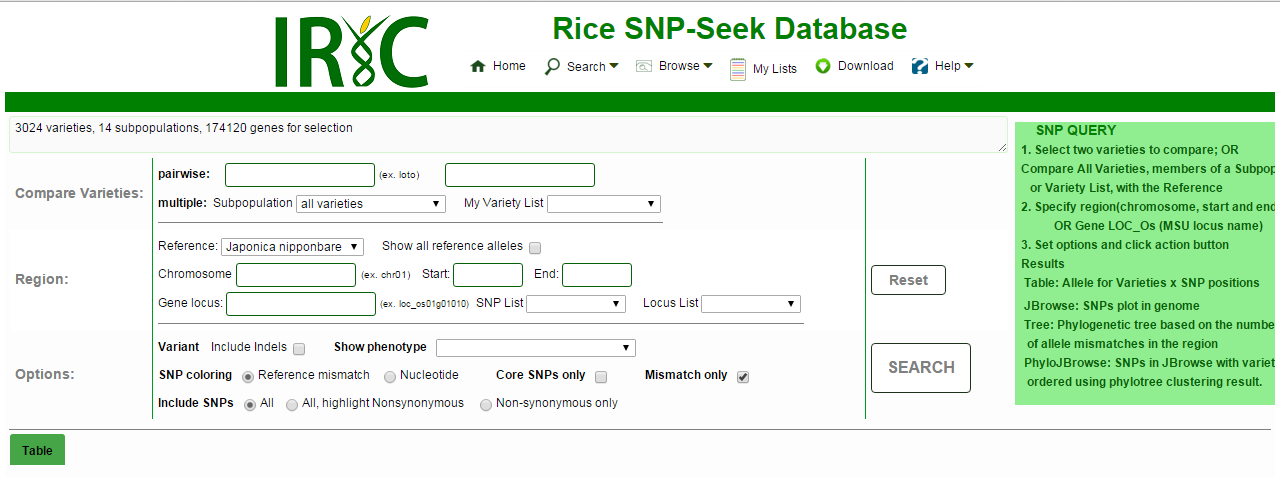 IRIC
Rice SNP-Seek Database
Home Search Browse My Lists Download Help
3024 varieties, 14 subpopulations, 174120 genes for selection
Compare Varieties:
pairwise: (ex. loto)
multiple: Subpopulation all varieties My Variety List
Region:
Reference: Japonica nipponbare Show all reference alleles
Chromosome (ex. chr01) Start: End:
Gene locus: (ex. loc_os01g01010) SNP List Locus List
Reset
Options:
Variant Include Indels Show phenotype
SNP coloring Reference mismatch Nucleotide Core SNPs only Mismatch only
Include SNPs All All, highlight Nonsynonymous Non-synonymous only
SEARCH
SNP QUERY
1. Select two varieties to compare; OR
Compare All Varieties, members of a Subpop
or Variety List, with the Reference
2. Specify region(chromosome, start and end
OR Gene LOC_Os (MSU locus name)
3. Set options and click action button
Results
Table: Allele for Varieties x SNP positions
JBrowse: SNPs plot in genome
Tree: Phylogenetic tree based on the numbe
of allele mismatches in the region
PhyloJBrowse: SNPs in JBrowse with variet
ordered using phylotree clustering result.
Table